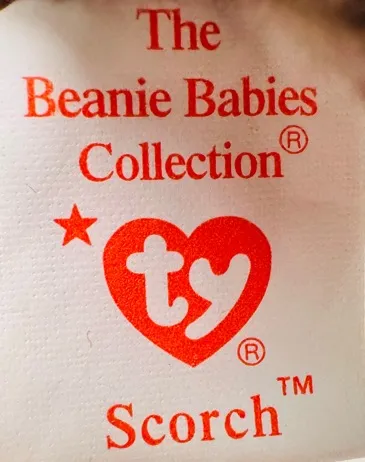 The
Beanie Babies
Collection®
ty®
Scorch™